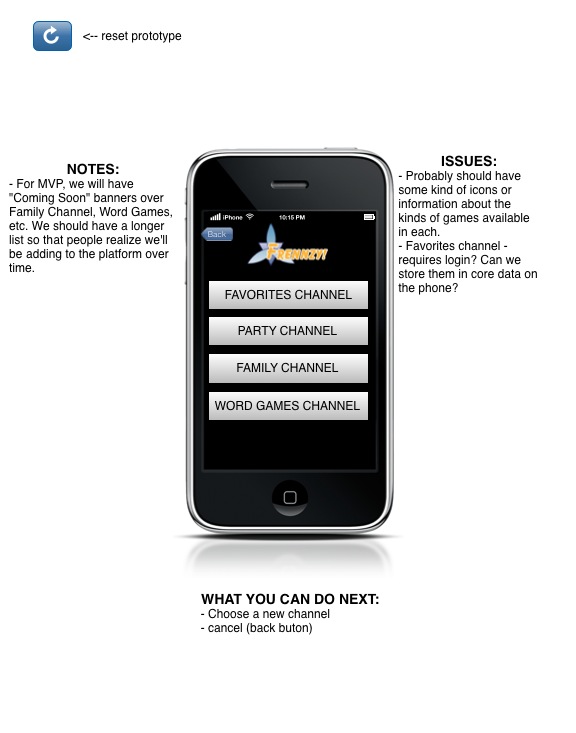 <-- reset prototype
NOTES:
- For MVP, we will have
"Coming Soon" banners over
Family Channel, Word Games,
etc. We should have a longer
list so that people realize we'll
be adding to the platform over
time.
iPhone 10:15 PM
Back
FRENNZY!
FAVORITES CHANNEL
PARTY CHANNEL
FAMILY CHANNEL
WORD GAMES CHANNEL
ISSUES:
- Probably should have
some kind of icons or
information about the
kinds of games available
in each.
- Favorites channel -
requires login? Can we
store them in core data on
the phone?
WHAT YOU CAN DO NEXT:
- Choose a new channel
- cancel (back buton)